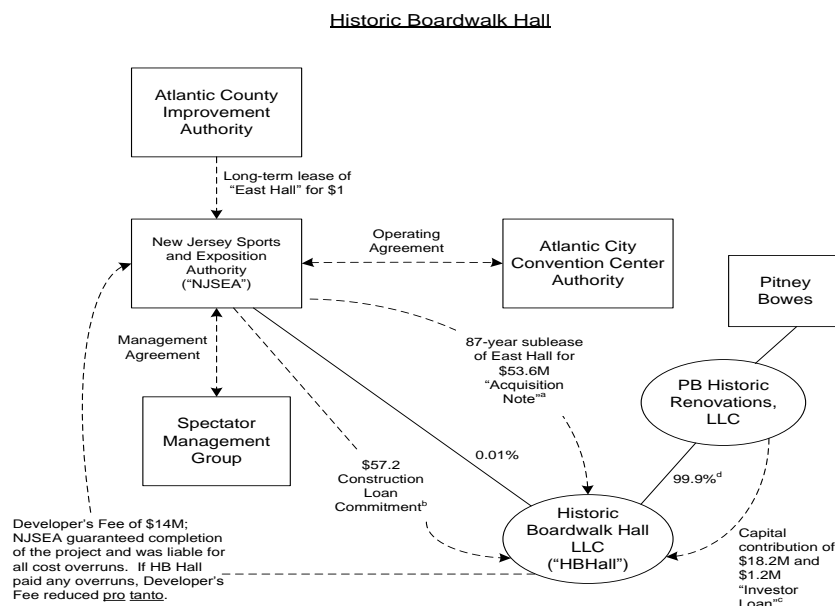 Historic Boardwalk Hall
Atlantic County
Improvement
Authority
Long-term lease of
“East Hall” for $1
New Jersey Sports
and Exposition
Authority
(“NJSEA”)
Operating
Agreement
Atlantic City
Convention Center
Authority
Pitney
Bowes
Management
Agreement
87-year sublease
of East Hall for
$53.6M
“Acquisition
Note”a
PB Historic
Renovations,
LLC
Spectator
Management
Group
$57.2
Construction
Loan
Commitmentb
0.01%
99.9%d
Historic
Boardwalk Hall
LLC
(“HBHall”)
Developer’s Fee of $14M;
NJSEA guaranteed completion
of the project and was liable for
all cost overruns.  If HB Hall
paid any overruns, Developer’s
Fee reduced pro tanto.
Capital
contribution of
$18.2M and
$1.2M
“Investor
Loan”c